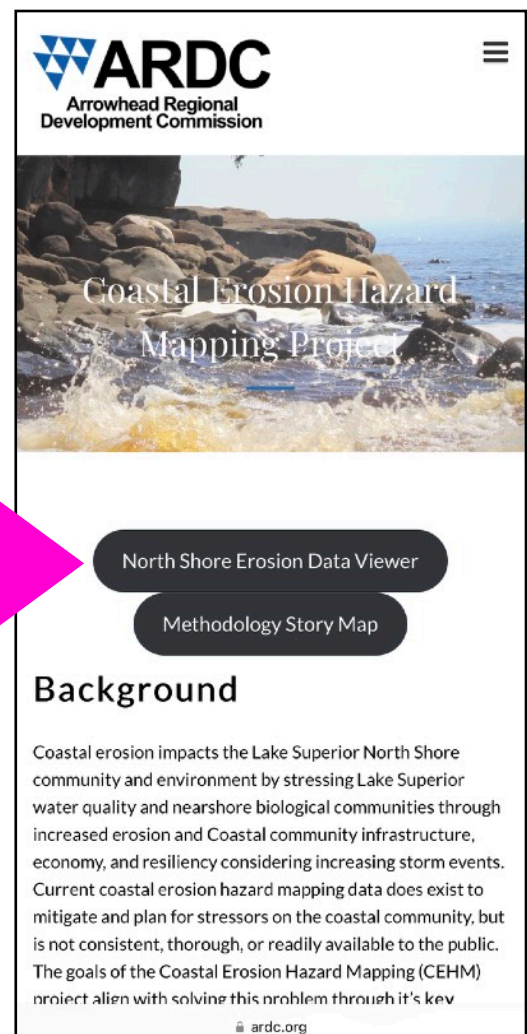 ARDC
Arrowhead Regional
Development Commission
Coastal Erosion Hazard
Mapping Project
North Shore Erosion Data Viewer
Methodology Story Map
Background
Coastal erosion impacts the Lake Superior North Shore
community and environment by stressing Lake Superior
water quality and nearshore biological communities through
increased erosion and Coastal community infrastructure,
economy, and resiliency considering increasing storm events.
Current coastal erosion hazard mapping data does exist to
mitigate and plan for stressors on the coastal community, but
is not consistent, thorough, or readily available to the public.
The goals of the Coastal Erosion Hazard Mapping (CEHM)
project align with solving this problem through it's key
ardc.org